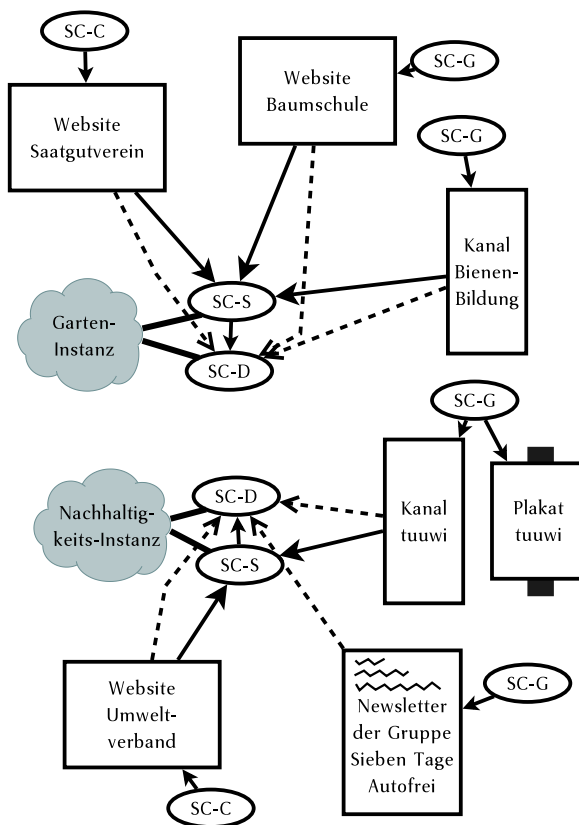 SC-C
Website
Saatgutverein
Website
Baumschule
SC-G
SC-G
Kanal
Bienen-
Bildung
SC-S
Garten-
Instanz
SC-D
SC-G
Kanal
tuuwi
Plakat
tuuwi
SC-D
Nachhaltig-
keits-Instanz
SC-S
Website
Umwelt-
verband
SC-C
Newsletter
der Gruppe
Sieben Tage
Autofrei
SC-G